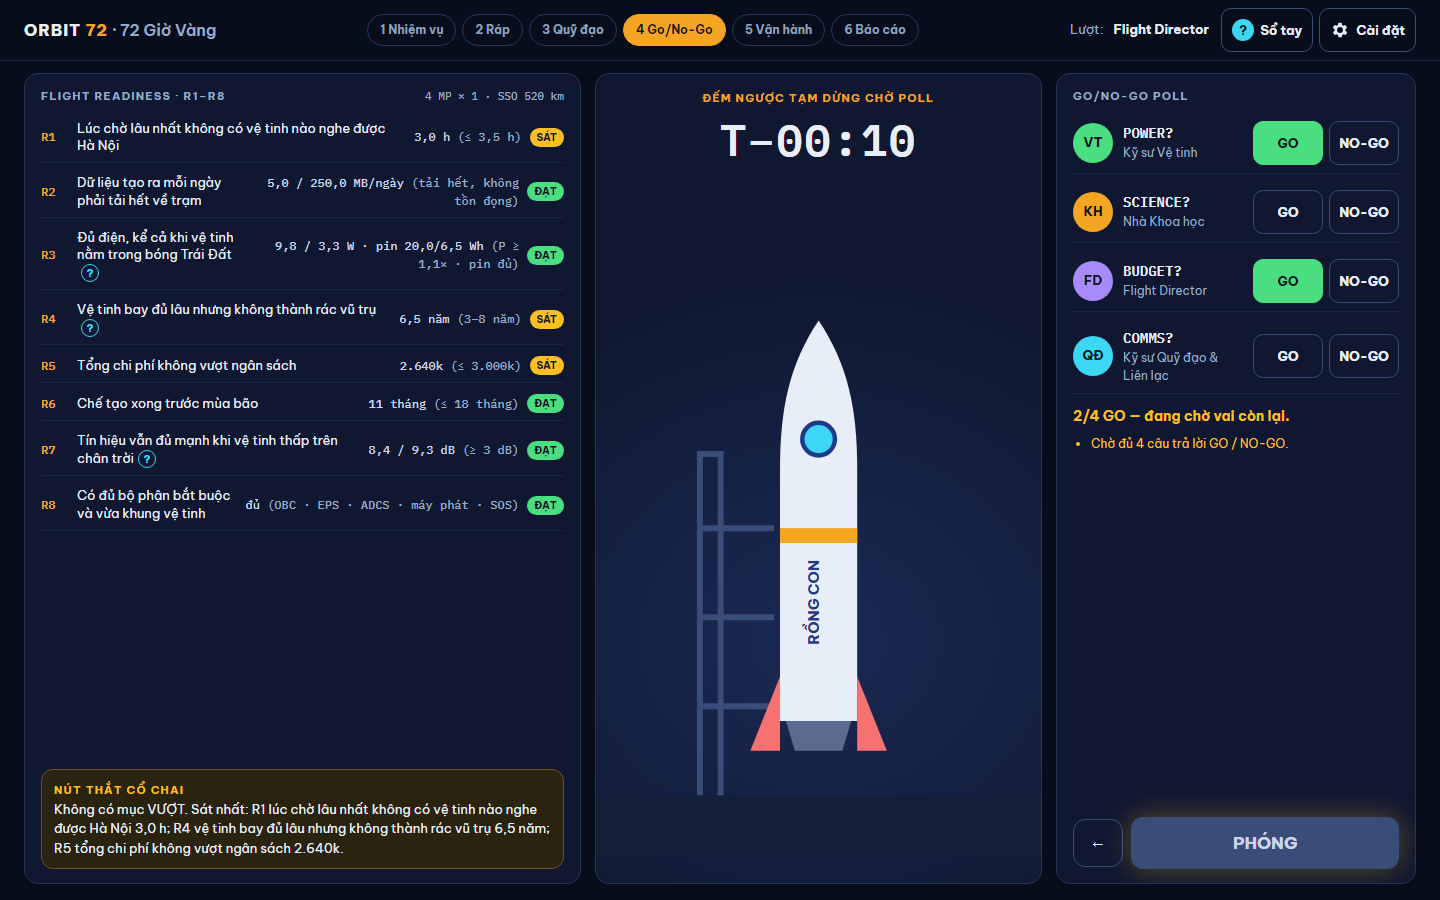 ORBIT 72 · 72 Giờ Vàng
1 Nhiệm vụ
2 Ráp
3 Quỹ đạo
4 Go/No-Go
5 Vận hành
6 Báo cáo
Lượt: Flight Director
? Sổ tay
Cài đặt
FLIGHT READINESS · R1–R8
4 MP × 1 · SSO 520 km
R1 Lúc chờ lâu nhất không có vệ tinh nào nghe được
Hà Nội
3,0 h (≤ 3,5 h) SÁT
R2 Dữ liệu tạo ra mỗi ngày
phải tải hết về trạm
5,0 / 250,0 MB/ngày (tải hết, không
tồn đọng) ĐẠT
R3 Đủ điện, kể cả khi vệ tinh
nằm trong bóng Trái Đất
?
9,8 / 3,3 W · pin 20,0/6,5 Wh (P ≥
1,1× · pin đủ) ĐẠT
R4 Vệ tinh bay đủ lâu nhưng không thành rác vũ trụ
?
6,5 năm (3–8 năm) SÁT
R5 Tổng chi phí không vượt ngân sách 2.640k (≤ 3.000k) SÁT
R6 Chế tạo xong trước mùa bão 11 tháng (≤ 18 tháng) ĐẠT
R7 Tín hiệu vẫn đủ mạnh khi vệ tinh thấp trên
chân trời ?
8,4 / 9,3 dB (≥ 3 dB) ĐẠT
R8 Có đủ bộ phận bắt buộc
và vừa khung vệ tinh
đủ (OBC · EPS · ADCS · máy phát · SOS) ĐẠT
NÚT THẮT CỔ CHAI
Không có mục VƯỢT. Sát nhất: R1 lúc chờ lâu nhất không có vệ tinh nào nghe
được Hà Nội 3,0 h; R4 vệ tinh bay đủ lâu nhưng không thành rác vũ trụ 6,5 năm;
R5 tổng chi phí không vượt ngân sách 2.640k.
ĐẾM NGƯỢC TẠM DỪNG CHỜ POLL
T−00:10
RỒNG CON
GO/NO-GO POLL
VT POWER?
Kỹ sư Vệ tinh
GO NO-GO
KH SCIENCE?
Nhà Khoa học
GO NO-GO
FD BUDGET?
Flight Director
GO NO-GO
QĐ COMMS?
Kỹ sư Quỹ đạo &
Liên lạc
GO NO-GO
2/4 GO — đang chờ vai còn lại.
• Chờ đủ 4 câu trả lời GO / NO-GO.
← PHÓNG